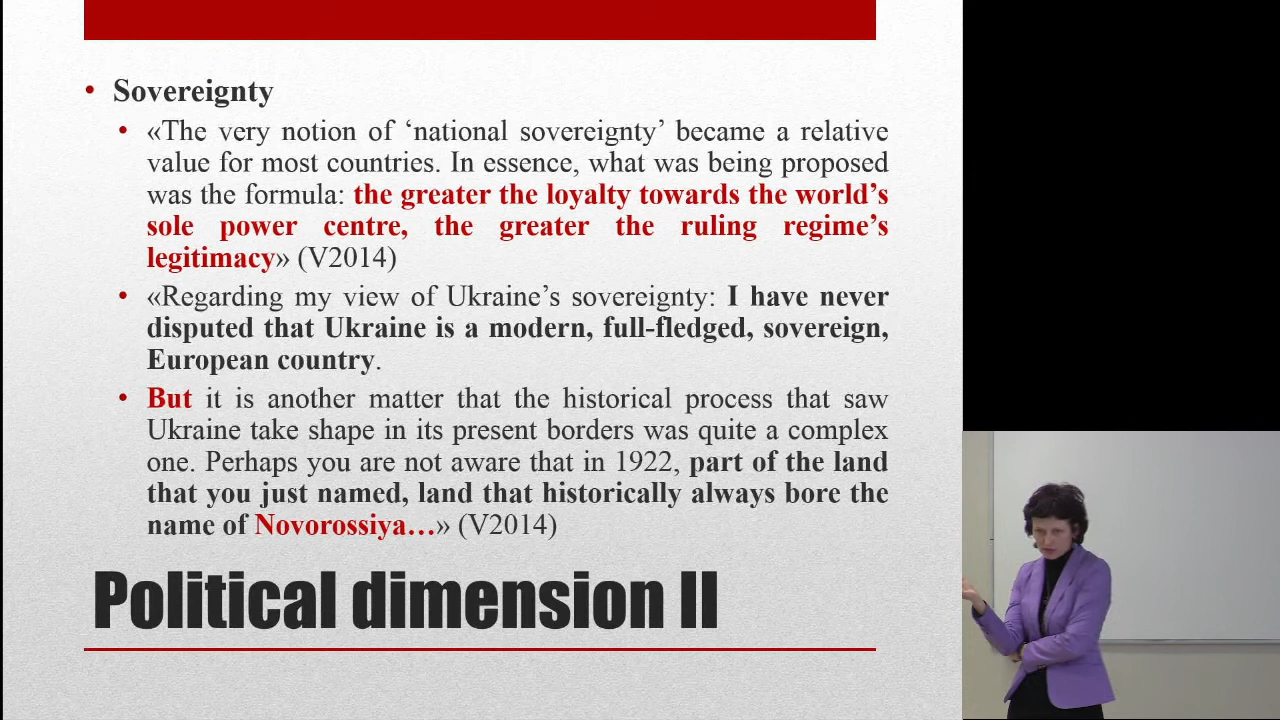 • Sovereignty
• «The very notion of ‘national sovereignty’ became a relative
value for most countries. In essence, what was being proposed
was the formula: the greater the loyalty towards the world’s
sole power centre, the greater the ruling regime’s
legitimacy» (V2014)
• «Regarding my view of Ukraine’s sovereignty: I have never
disputed that Ukraine is a modern, full-fledged, sovereign,
European country.
• But it is another matter that the historical process that saw
Ukraine take shape in its present borders was quite a complex
one. Perhaps you are not aware that in 1922, part of the land
that you just named, land that historically always bore the
name of Novorossiya…» (V2014)
Political dimension II